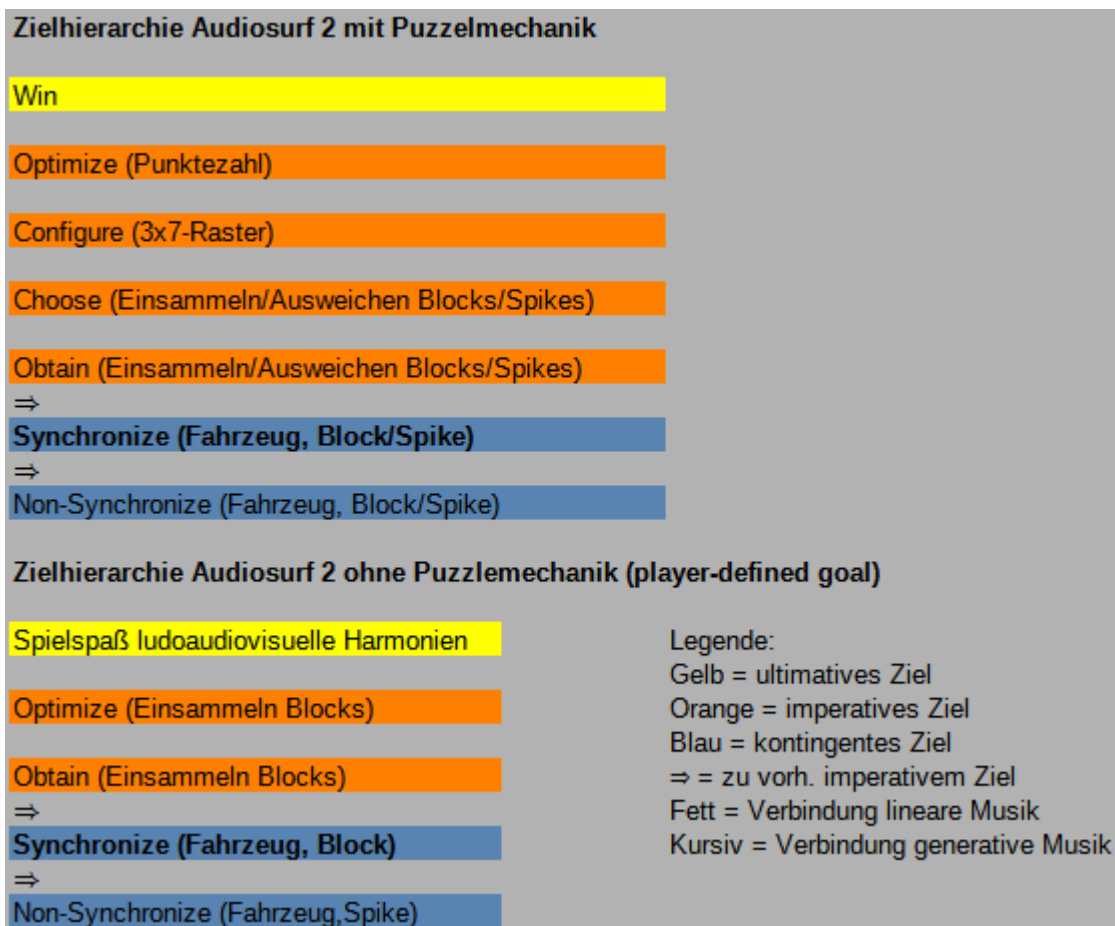 Zielhierarchie Audiosurf 2 mit Puzzelmechanik
Win
Optimize (Punktezahl)
Configure (3x7-Raster)
Choose (Einsammeln/Ausweichen Blocks/Spikes)
Obtain (Einsammeln/Ausweichen Blocks/Spikes)
⇒
Synchronize (Fahrzeug, Block/Spike)
⇒
Non-Synchronize (Fahrzeug, Block/Spike)
Zielhierarchie Audiosurf 2 ohne Puzzlemechanik (player-defined goal)
Spielspaß ludoaudiovisuelle Harmonien
Optimize (Einsammeln Blocks)
Obtain (Einsammeln Blocks)
⇒
Synchronize (Fahrzeug, Block)
⇒
Non-Synchronize (Fahrzeug,Spike)
Legende:
Gelb = ultimatives Ziel
Orange = imperatives Ziel
Blau = kontingentes Ziel
⇒ = zu vorh. imperativem Ziel
Fett = Verbindung lineare Musik
Kursiv = Verbindung generative Musik